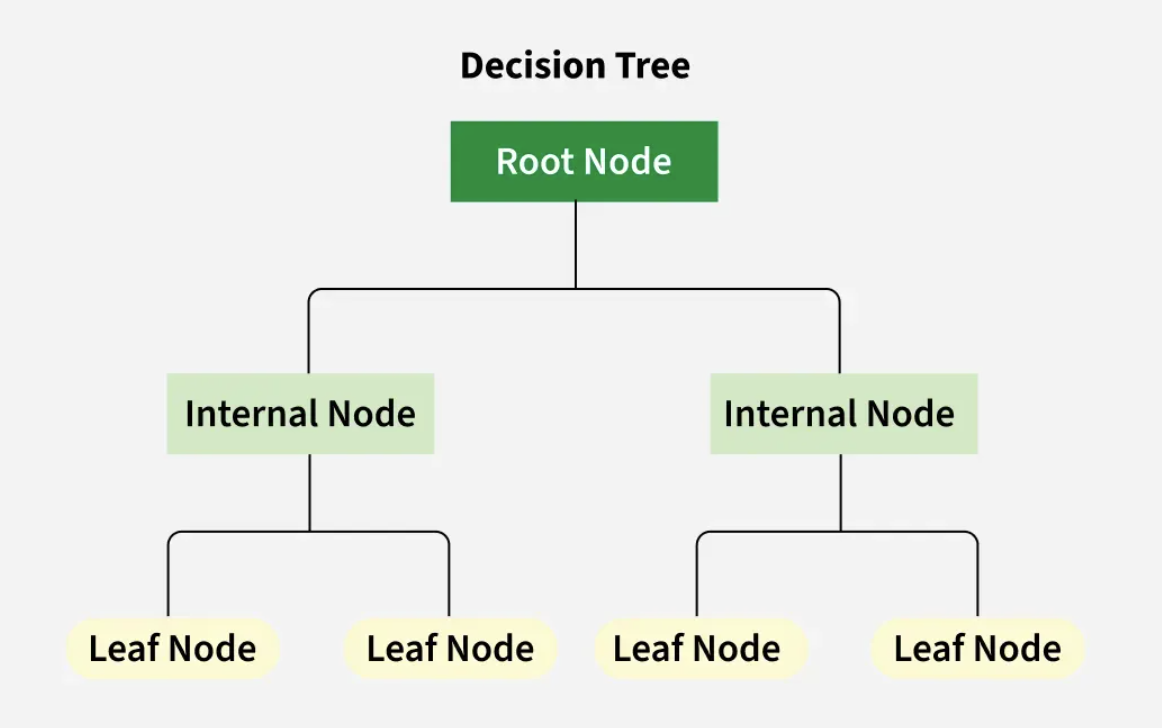 Decision Tree
Root Node
Internal Node
Internal Node
Leaf Node
Leaf Node
Leaf Node
Leaf Node